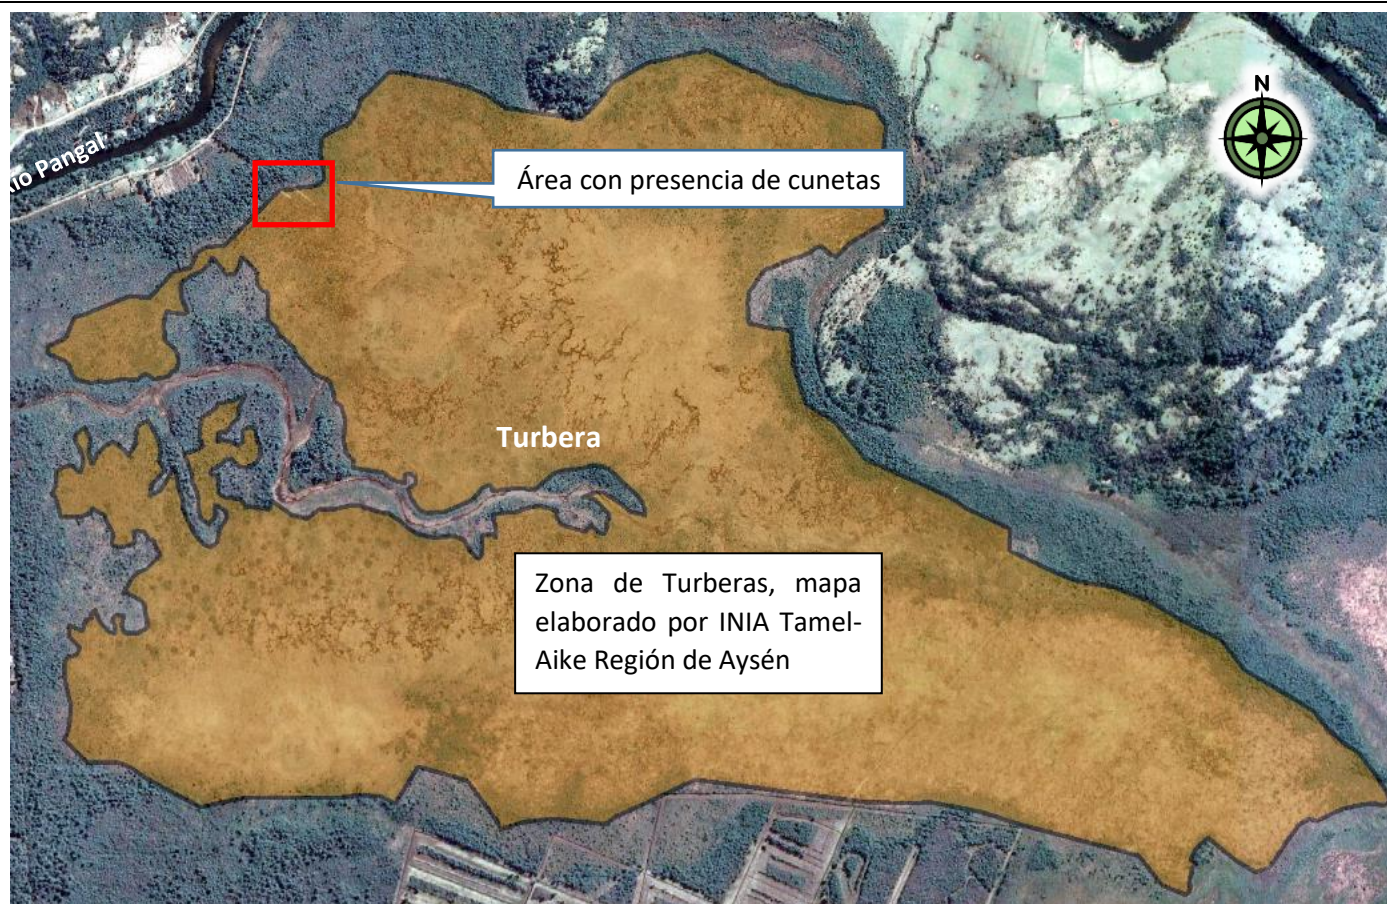 N
Área con presencia de cunetas
Río Pangal
Turbera
Zona de Turberas, mapa
elaborado por INIA Tamel-
Aike Región de Aysén